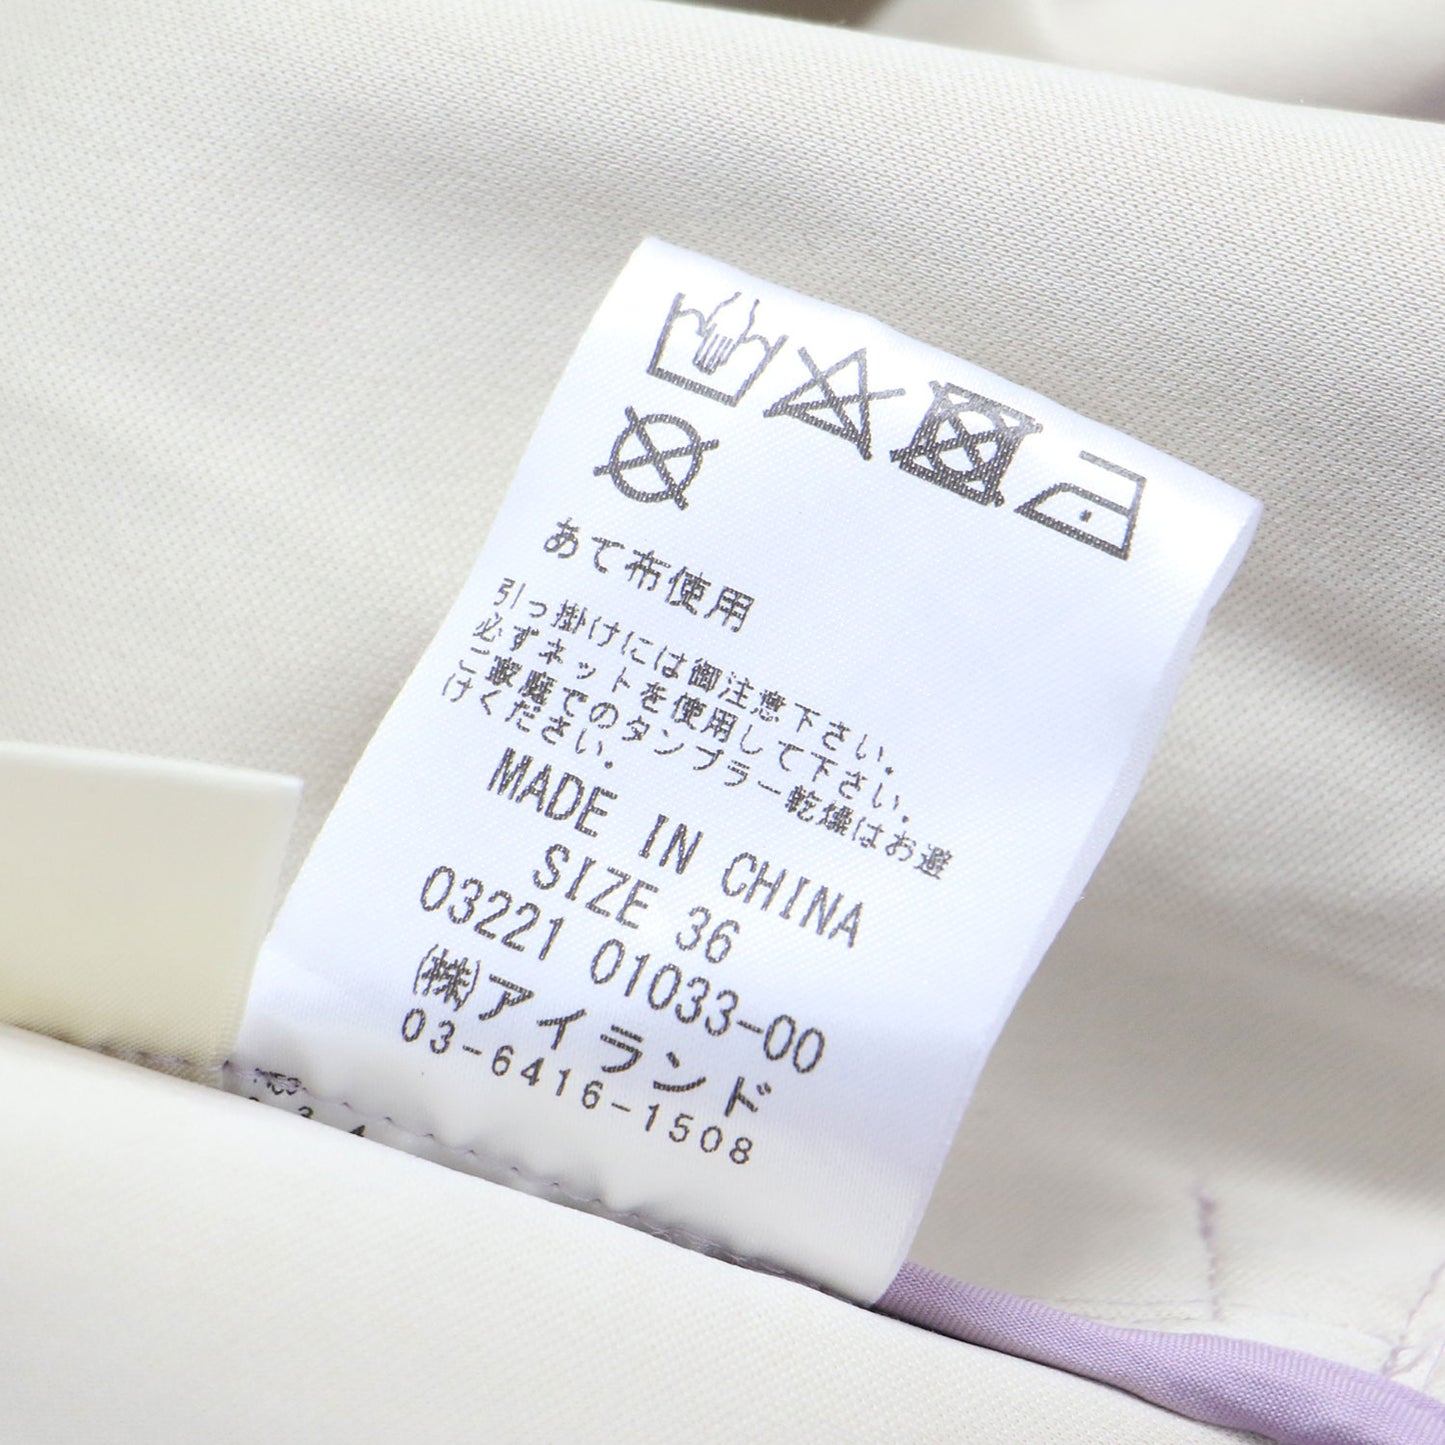 あて布使用
引っ掛けには御注意下さい。
必ずネットを使用して下さい。
ご家庭でのタンブラー乾燥はお避
けください。
MADE IN CHINA
SIZE 36
03221 01033-00
(株)アイランド
03-6416-1508